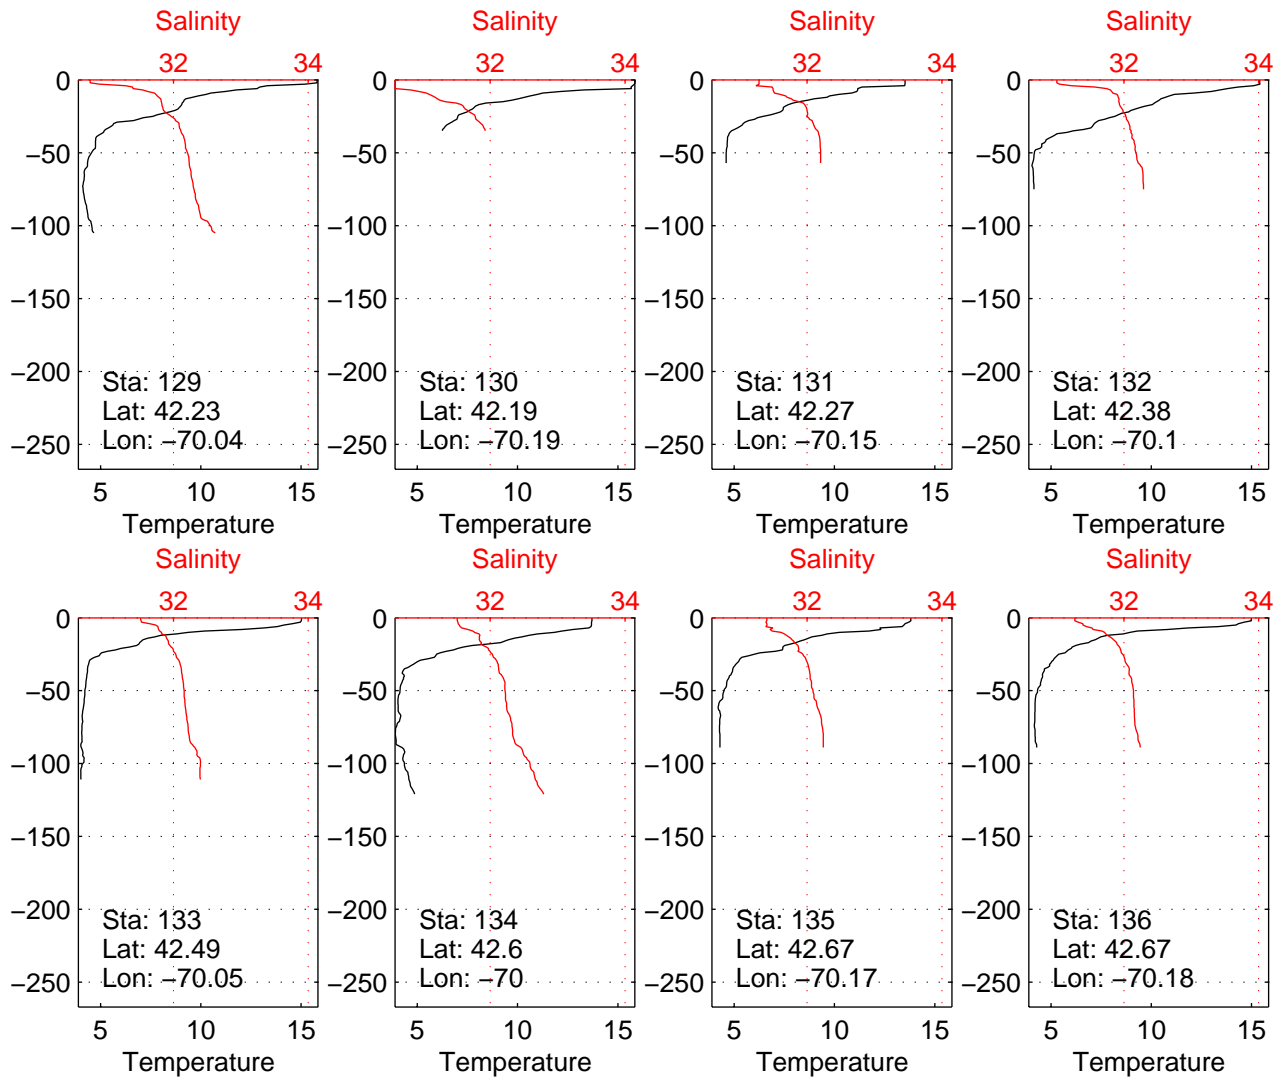 Salinity Salinity Salinity Salinity
32 34 32 34 32 34 32 34
0 0 0 0
−50 −50 −50 −50
−100 −100 −100 −100
−150 −150 −150 −150
−200 −200 −200 −200
Sta: 129 Sta: 130 Sta: 131 Sta: 132
Lat: 42.23 Lat: 42.19 Lat: 42.27 Lat: 42.38
−250 Lon: −70.04 −250 Lon: −70.19 −250 Lon: −70.15 −250 Lon: −70.1
5 10 15 5 10 15 5 10 15 5 10 15
Temperature Temperature Temperature Temperature
Salinity Salinity Salinity Salinity
32 34 32 34 32 34 32 34
0 0 0 0
−50 −50 −50 −50
−100 −100 −100 −100
−150 −150 −150 −150
−200 −200 −200 −200
Sta: 133 Sta: 134 Sta: 135 Sta: 136
Lat: 42.49 Lat: 42.6 Lat: 42.67 Lat: 42.67
−250 Lon: −70.05 −250 Lon: −70 −250 Lon: −70.17 −250 Lon: −70.18
5 10 15 5 10 15 5 10 15 5 10 15
Temperature Temperature Temperature Temperature